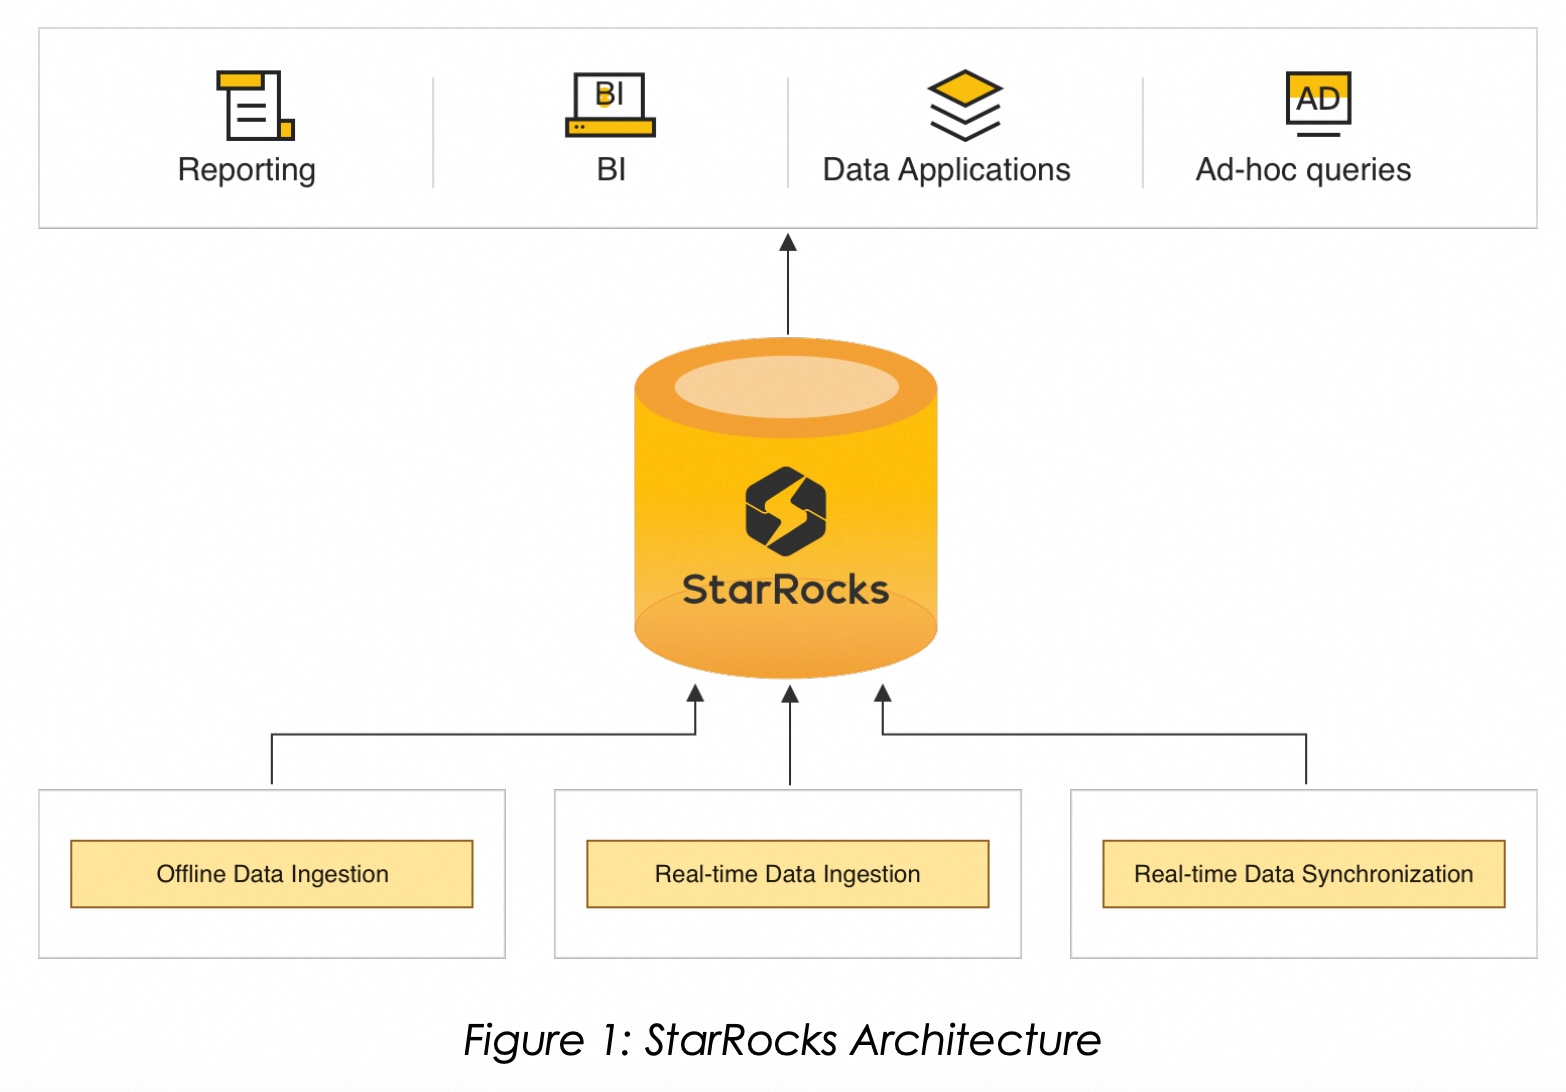 BI
AD
Reporting
BI
Data Applications
Ad-hoc queries
StarRocks
Offline Data Ingestion
Real-time Data Ingestion
Real-time Data Synchronization
Figure 1: StarRocks Architecture